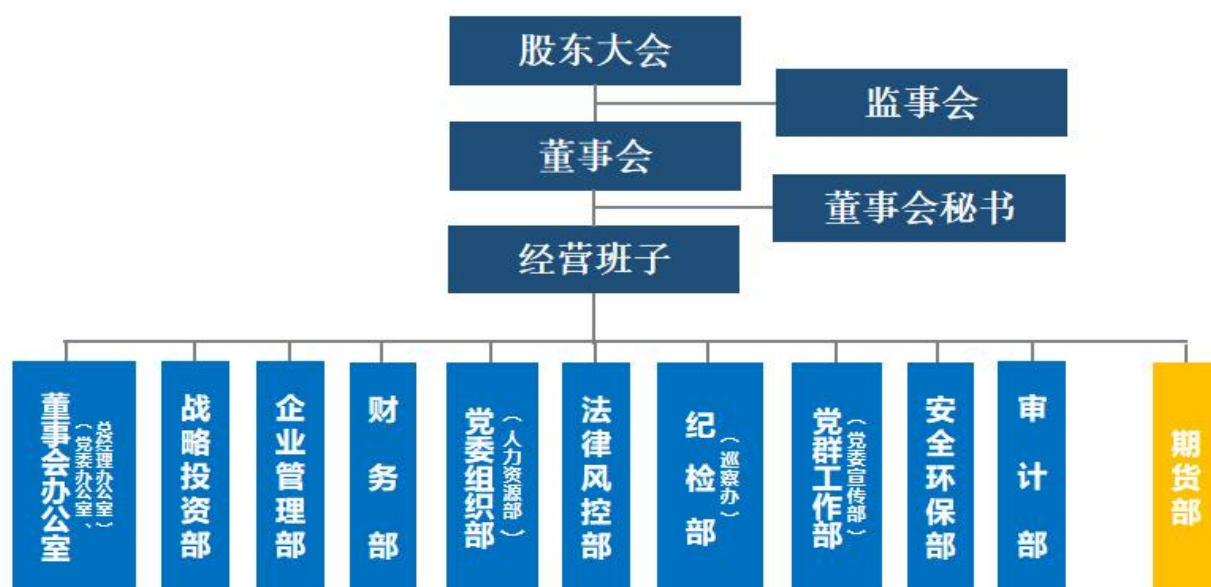 股东大会
监事会
董事会
董事会秘书
经营班子
董事会办公室
（党委办公室、
总经理办公室）
战略投资部
企业管理部
财务部
党委组织部
（人力资源部）
法律风控部
纪检部
（巡察办）
党群工作部
（党委宣传部）
安全环保部
审计部
期货部